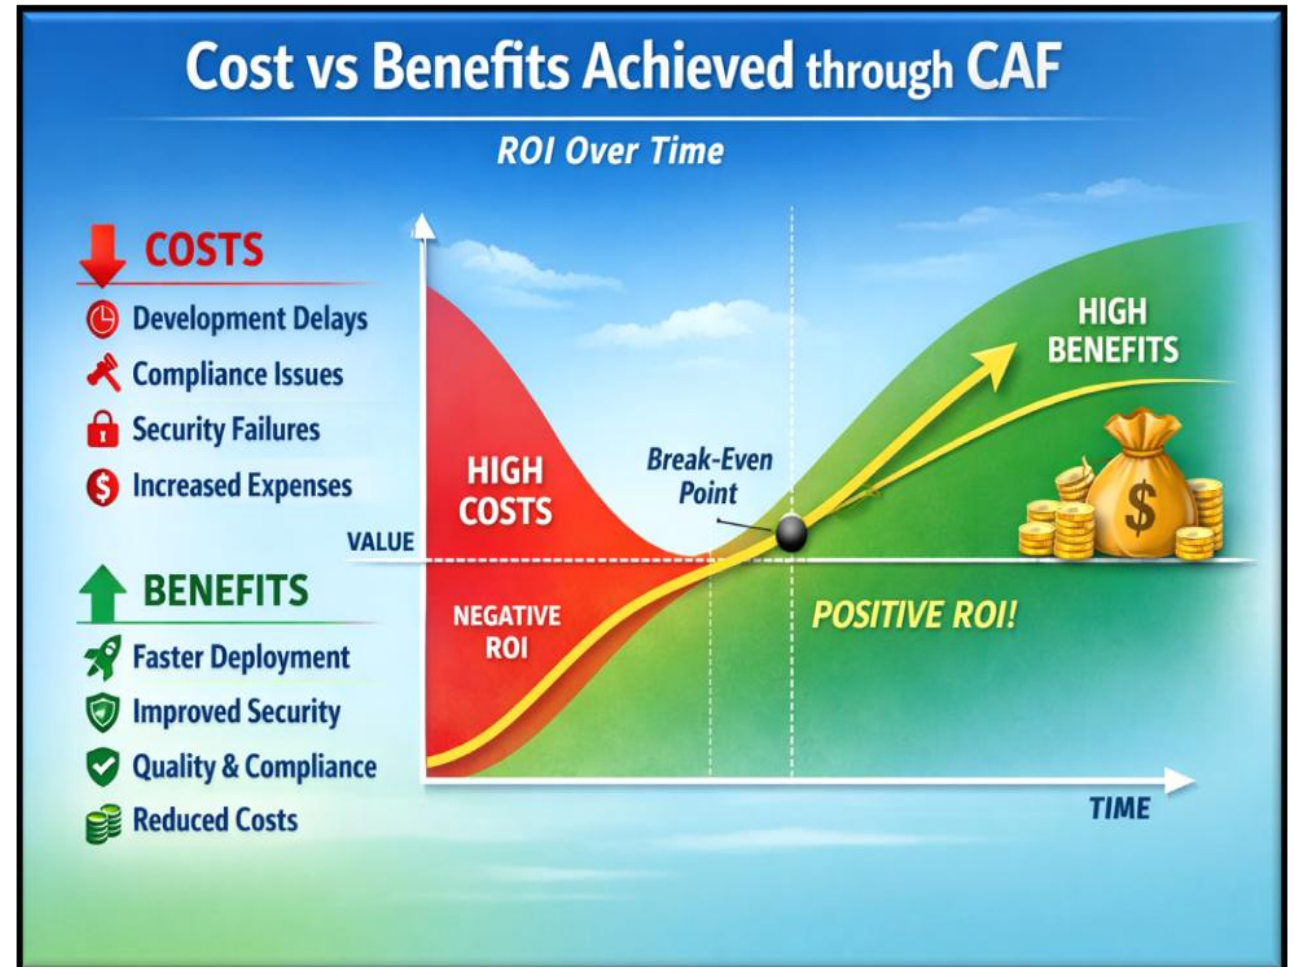 Cost vs Benefits Achieved through CAF
ROI Over Time
COSTS
Development Delays
Compliance Issues
Security Failures
$ Increased Expenses
VALUE
BENEFITS
Faster Deployment
Improved Security
Quality & Compliance
Reduced Costs
HIGH
COSTS
NEGATIVE
ROI
Break-Even
Point
HIGH
BENEFITS
$
POSITIVE ROI!
TIME